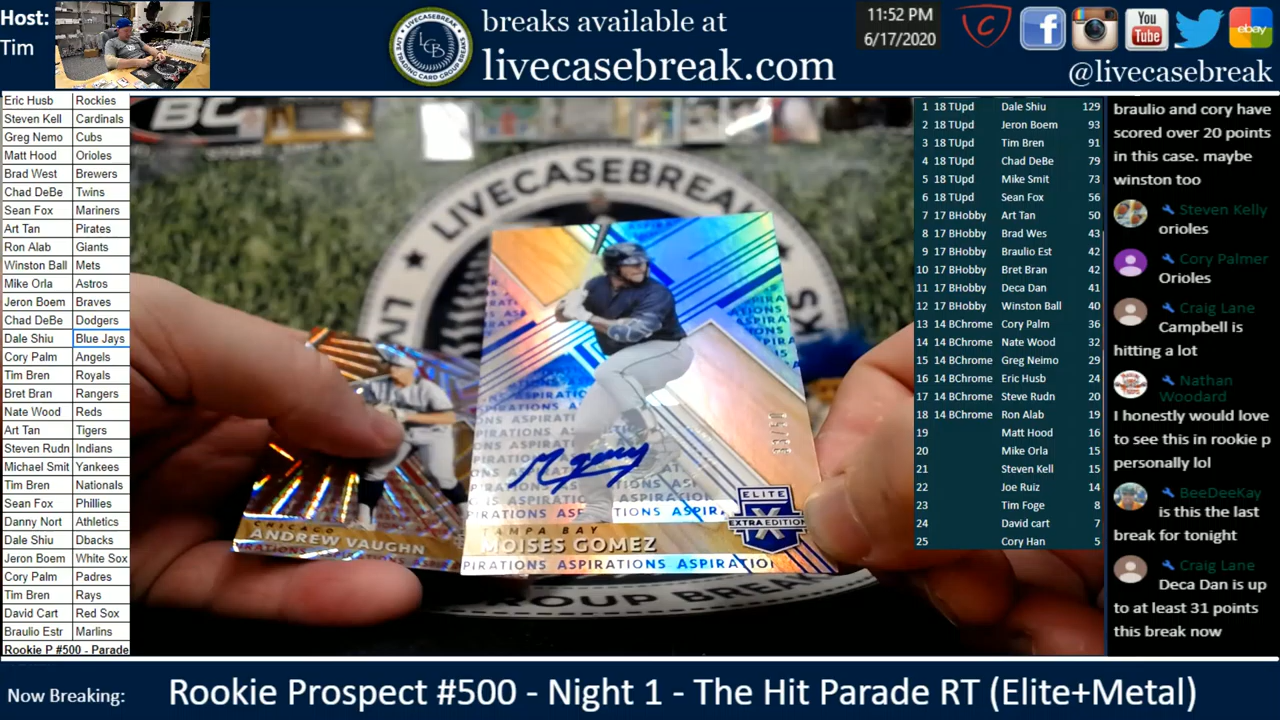 Host:
Tim
breaks available at
livecasebreak.com
LCB
11:52 PM
6/17/2020
You
Tube
ebay
@livecasebreak
Eric Husb Rockies
Steven Kell Cardinals
Greg Nemo Cubs
Matt Hood Orioles
Brad West Brewers
Chad DeBe Twins
Sean Fox Mariners
Art Tan Pirates
Ron Alab Giants
Winston Ball Mets
Mike Orla Astros
Jeron Boem Braves
Chad DeBe Dodgers
Dale Shiu Blue Jays
Cory Palm Angels
Tim Bren Royals
Bret Bran Rangers
Nate Wood Reds
Art Tan Tigers
Steven Rudn Indians
Michael Smit Yankees
Tim Bren Nationals
Sean Fox Phillies
Danny Nort Athletics
Dale Shiu Dbacks
Jeron Boem White Sox
Cory Palm Padres
Tim Bren Rays
David Cart Red Sox
Braulio Estr Marlins
Rookie P #500 - Parade
LIVECASEBREAK
GROUP BREAKS
CHICAGO
ANDREW VAUGHN
ASPIRATIONS
ELITE
X
EXTRA EDITION
TAMPA BAY
MOISES GOMEZ
PIRATIONS ASPIRATIONS ASPIRATIO
1 18 TUpd Dale Shiu 129
2 18 TUpd Jeron Boem 93
3 18 TUpd Tim Bren 91
4 18 TUpd Chad DeBe 79
5 18 TUpd Mike Smit 73
6 18 TUpd Sean Fox 56
7 17 BHobby Art Tan 50
8 17 BHobby Brad Wes 43
9 17 BHobby Braulio Est 42
10 17 BHobby Bret Bran 42
11 17 BHobby Deca Dan 41
12 17 BHobby Winston Ball 40
13 14 BChrome Cory Palm 36
14 14 BChrome Nate Wood 32
15 14 BChrome Greg Neimo 29
16 14 BChrome Eric Husb 24
17 14 BChrome Steve Rudn 20
18 14 BChrome Ron Alab 19
19 Matt Hood 16
20 Mike Orla 15
21 Steven Kell 15
22 Joe Ruiz 14
23 Tim Foge 8
24 David cart 7
25 Cory Han 5
braulio and cory have
scored over 20 points
in this case. maybe
winston too
Steven Kelly
orioles
Cory Palmer
Orioles
Craig Lane
Campbell is
hitting a lot
Nathan
Woodard
I honestly would love
to see this in rookie p
personally lol
BeeDeeKay
is this the last
break for tonight
Craig Lane
Deca Dan is up
to at least 31 points
this break now
Now Breaking:
Rookie Prospect #500 - Night 1 - The Hit Parade RT (Elite+Metal)